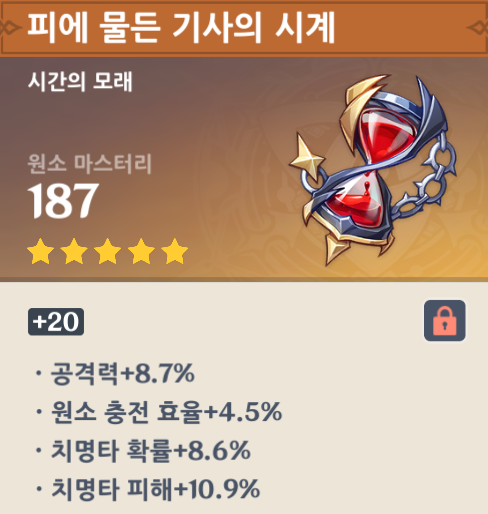 피에 물든 기사의 시계
시간의 모래
원소 마스터리
187
+20
· 공격력+8.7%
· 원소 충전 효율+4.5%
· 치명타 확률+8.6%
· 치명타 피해+10.9%